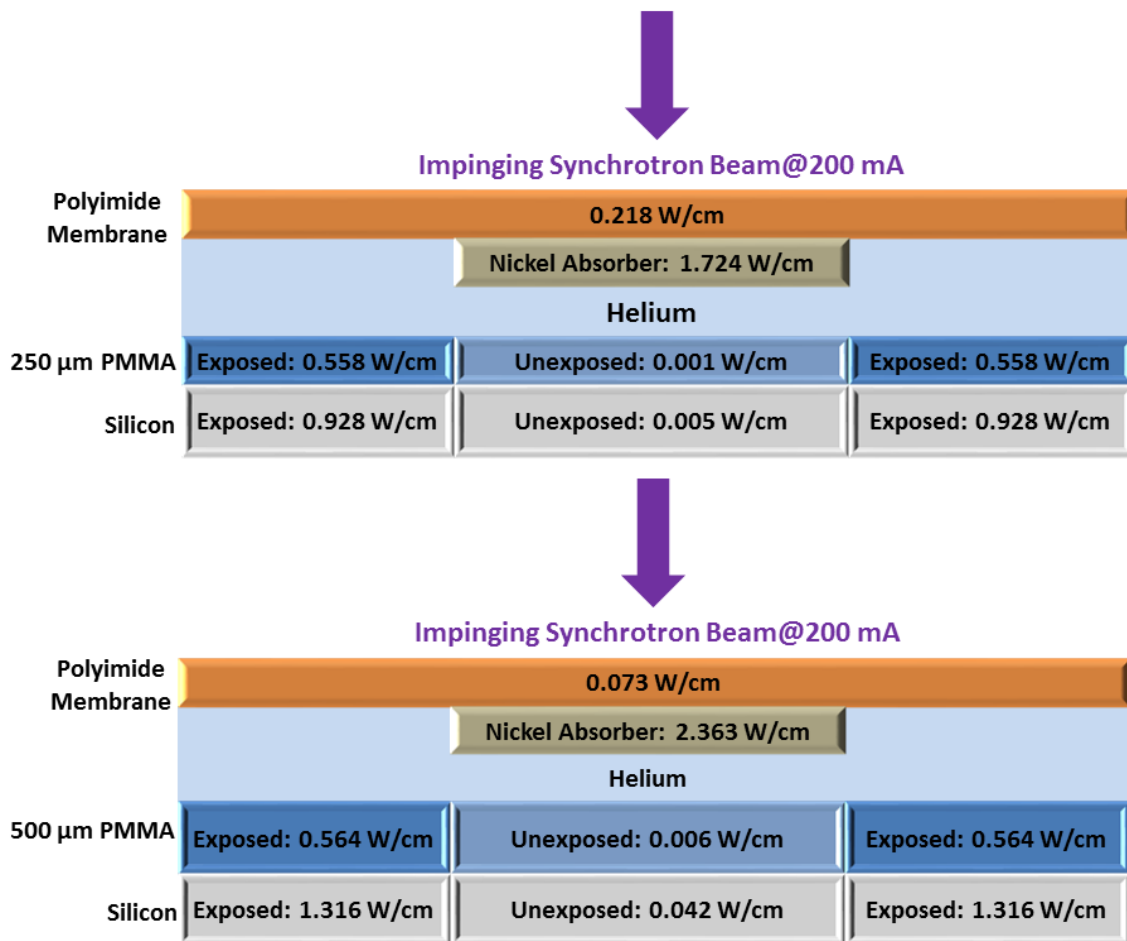 Impinging Synchrotron Beam@200 mA
Polyimide
Membrane
0.218 W/cm
Nickel Absorber: 1.724 W/cm
Helium
250 µm PMMA
Exposed: 0.558 W/cm
Unexposed: 0.001 W/cm
Exposed: 0.558 W/cm
Silicon
Exposed: 0.928 W/cm
Unexposed: 0.005 W/cm
Exposed: 0.928 W/cm
Impinging Synchrotron Beam@200 mA
Polyimide
Membrane
0.073 W/cm
Nickel Absorber: 2.363 W/cm
Helium
500 µm PMMA
Exposed: 0.564 W/cm
Unexposed: 0.006 W/cm
Exposed: 0.564 W/cm
Silicon
Exposed: 1.316 W/cm
Unexposed: 0.042 W/cm
Exposed: 1.316 W/cm